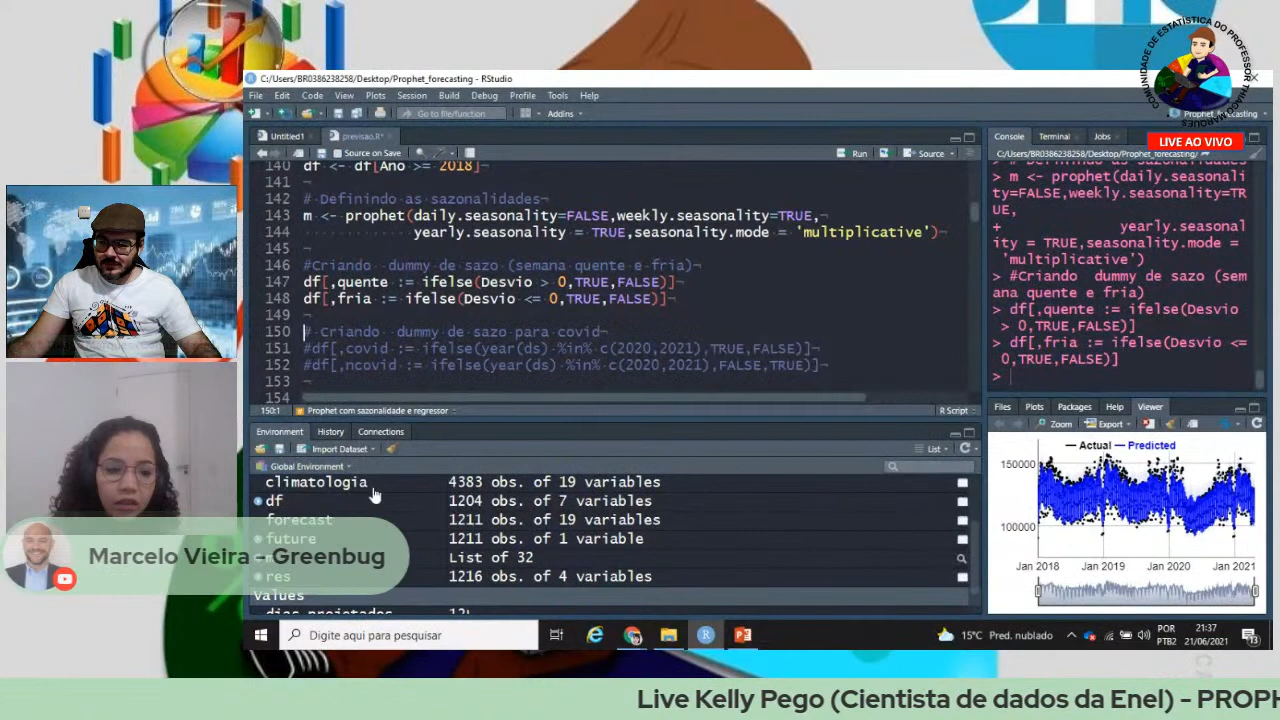 COMUNIDADE DE ESTATÍSTICA DO PROFESSOR THIAGO MARQUES
LIVE AO VIVO
C:/Users/BR0386238258/Desktop/Prophet_forecasting - RStudio
File Edit Code View Plots Session Build Debug Profile Tools Help
Go to file/function Addins
Prophet_forecasting
Untitled1 previsao.R*
Source on Save Run Source
140 df <- df[Ano >= 2018]
141
142 # Definindo as sazonalidades
143 m <- prophet(daily.seasonality=FALSE,weekly.seasonality=TRUE,
144 yearly.seasonality = TRUE,seasonality.mode = 'multiplicative')
145
146 #Criando dummy de sazo (semana quente e fria)
147 df[,quente := ifelse(Desvio > 0,TRUE,FALSE)]
148 df[,fria := ifelse(Desvio <= 0,TRUE,FALSE)]
149
150 # Criando dummy de sazo para covid
151 #df[,covid := ifelse(year(ds) %in% c(2020,2021),TRUE,FALSE)]
152 #df[,ncovid := ifelse(year(ds) %in% c(2020,2021),FALSE,TRUE)]
153
154
150:1 Prophet com sazonalidade e regressor R Script
Environment History Connections
Import Dataset List
Global Environment
climatologia 4383 obs. of 19 variables
df 1204 obs. of 7 variables
forecast 1211 obs. of 19 variables
future 1211 obs. of 1 variable
m List of 32
res 1216 obs. of 4 variables
Values
dias_projetados
Console Terminal Jobs
C:/Users/BR0386238258/Desktop/Prophet_forecasting/
> # Definindo as sazonalidades
> m <- prophet(daily.seasonali
ty=FALSE,weekly.seasonality=TR
UE,
+ yearly.seasonal
ity = TRUE,seasonality.mode =
'multiplicative')
> #Criando dummy de sazo (sem
ana quente e fria)
> df[,quente := ifelse(Desvio
> 0,TRUE,FALSE)]
> df[,fria := ifelse(Desvio <=
0,TRUE,FALSE)]
>
Files Plots Packages Help Viewer
Zoom Export
Actual Predicted
150000
100000
Jan 2018 Jan 2019 Jan 2020 Jan 2021
Marcelo Vieira - Greenbug
Digite aqui para pesquisar
15°C Pred. nublado
POR
PTB2
21:37
21/06/2021
13
Live Kelly Pego (Cientista de dados da Enel) - PROPH